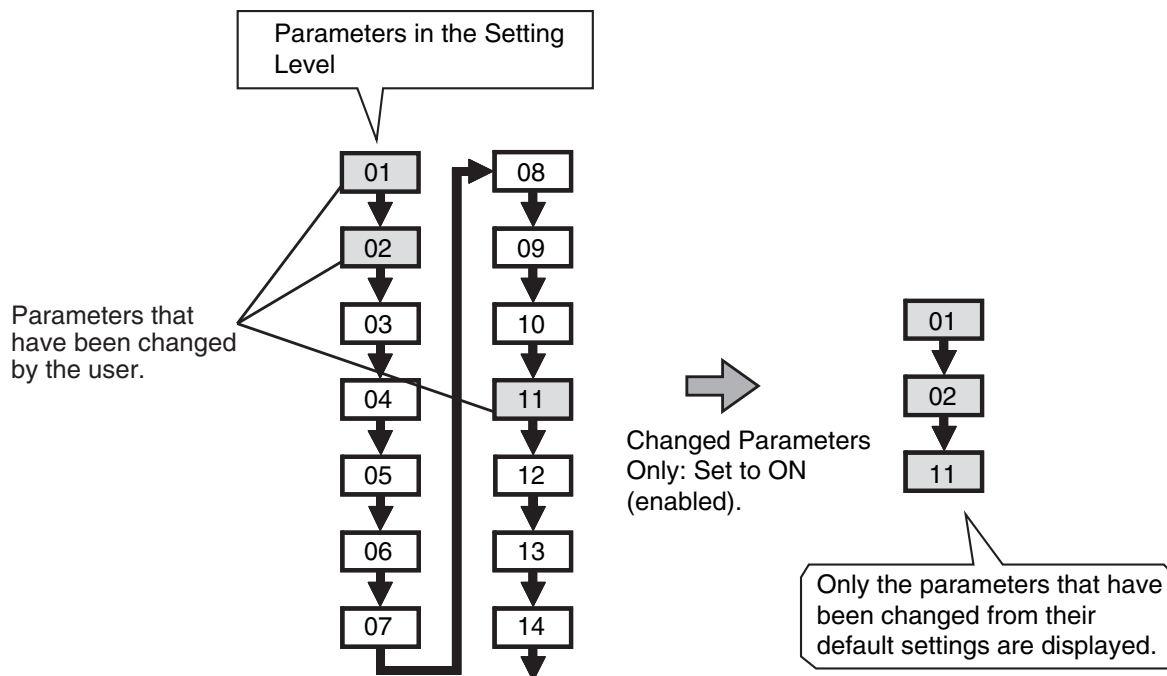 Parameters in the Setting
Level
01
02
03
04
05
06
07
08
09
10
11
12
13
14
Parameters that
have been changed
by the user.
Changed Parameters
Only: Set to ON
(enabled).
01
02
11
Only the parameters that have
been changed from their
default settings are displayed.